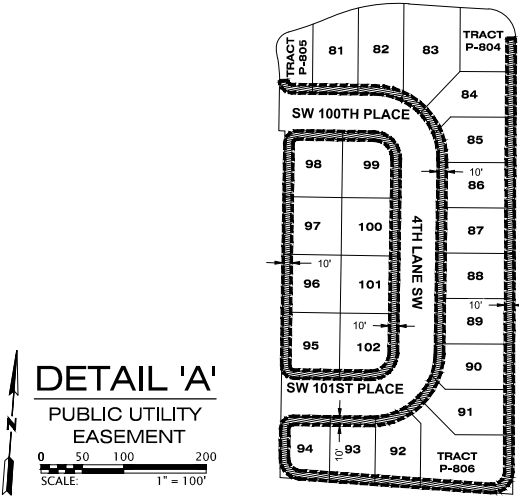 TRACT
P-805
81
82
83
TRACT
P-804
84
SW 100TH PLACE
85
98
99
10'
86
97
100
4TH LANE SW
87
10'
96
101
88
10'
10'
89
95
102
90
SW 101ST PLACE
91
94
93
92
10'
TRACT
P-806
DETAIL 'A'
PUBLIC UTILITY
EASEMENT
N
0 50 100 200
SCALE: 1" = 100'